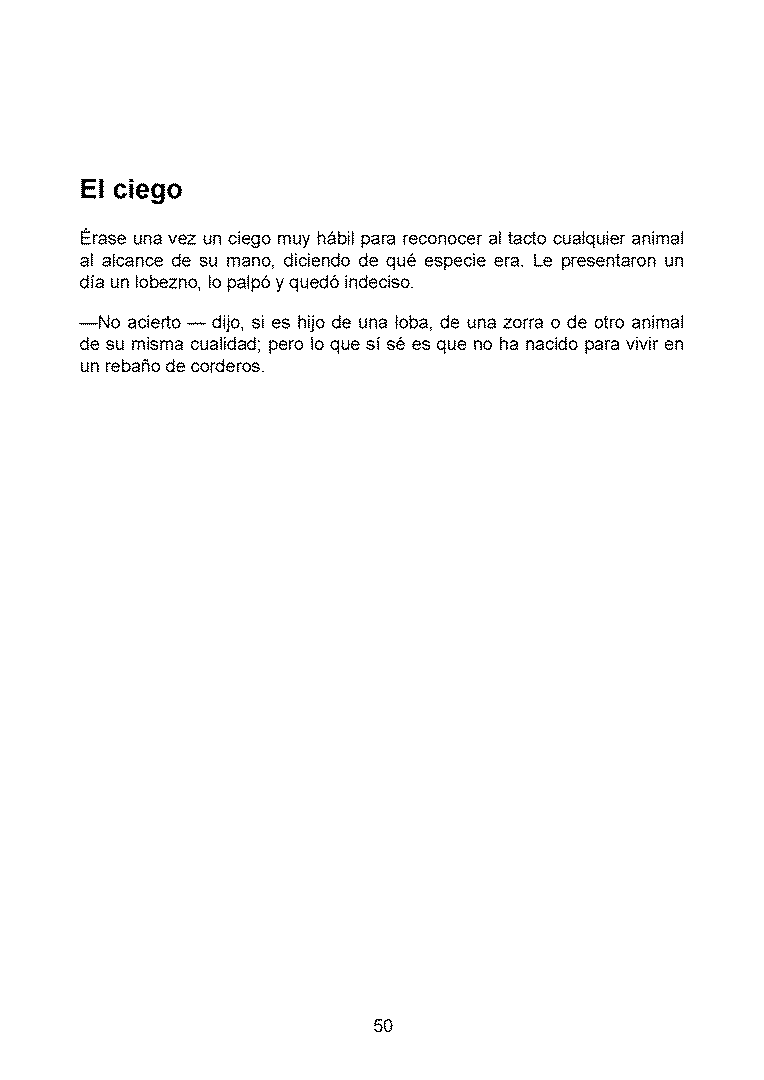 El ciego
Érase una vez un ciego muy hábil para reconocer al tacto cualquier animal
al alcance de su mano, diciendo de qué especie era. Le presentaron un
día un lobezno, lo palpó y quedó indeciso.
—No acierto — dijo, si es hijo de una loba, de una zorra o de otro animal
de su misma cualidad; pero lo que sí sé es que no ha nacido para vivir en
un rebaño de corderos.
50